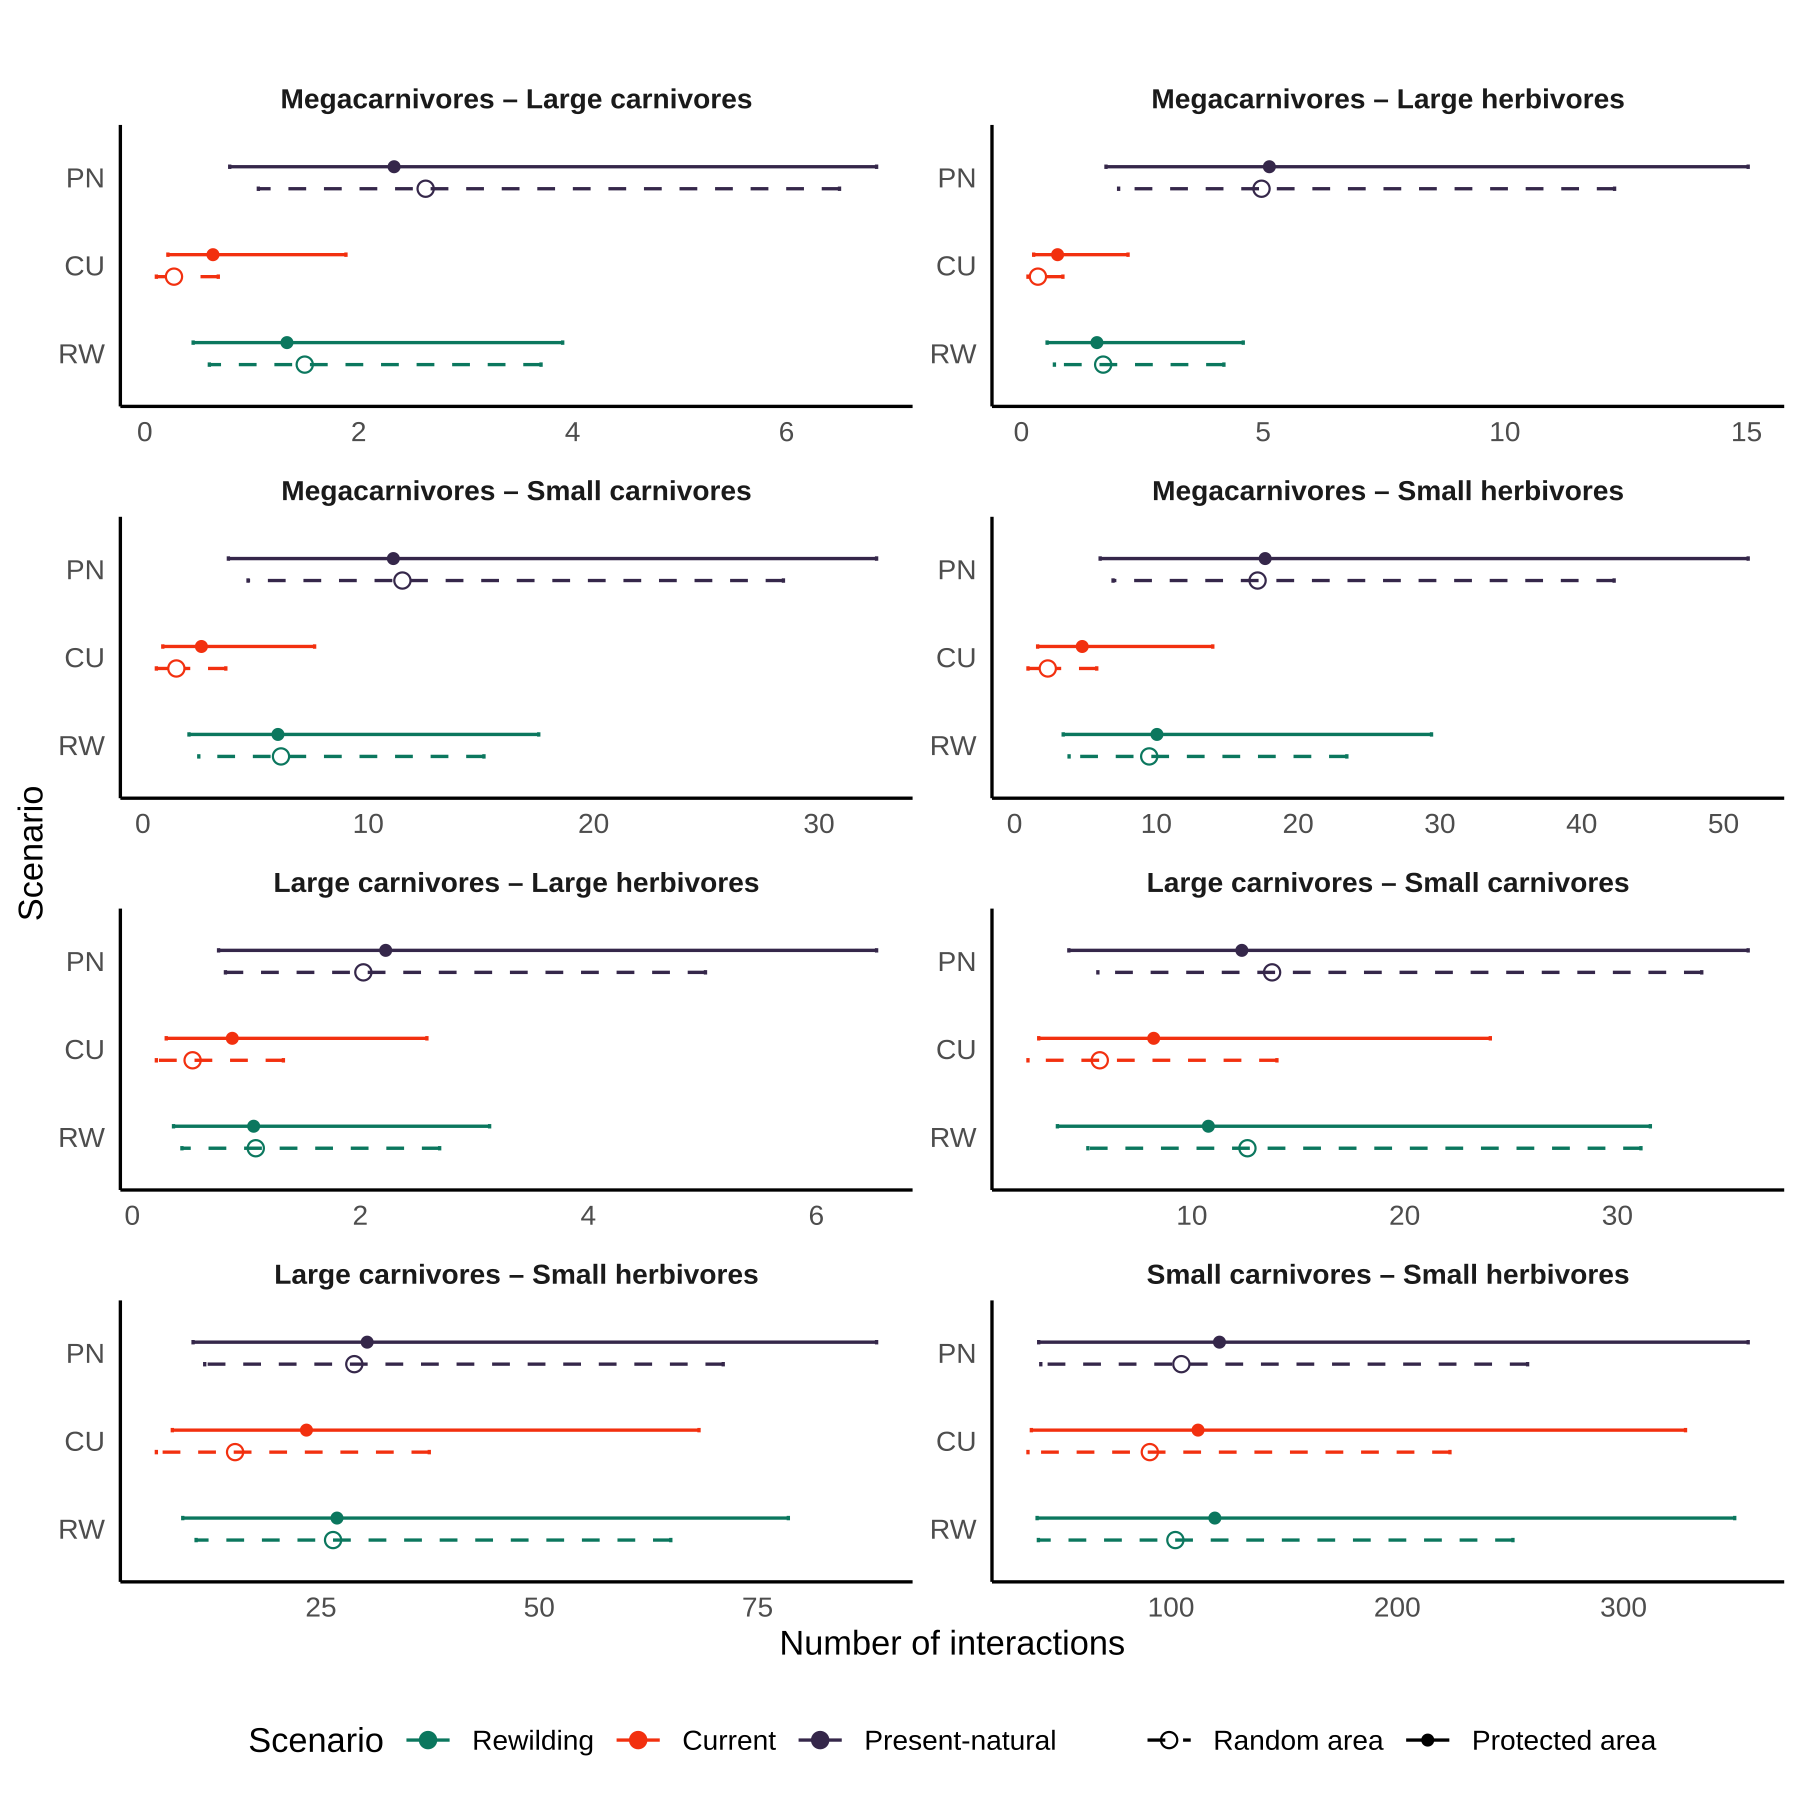 Megacarnivores – Large carnivores
Megacarnivores – Large herbivores
PN
CU
RW
0 2 4 6
PN
CU
RW
0 5 10 15
Megacarnivores – Small carnivores
Megacarnivores – Small herbivores
PN
CU
RW
0 10 20 30
PN
CU
RW
0 10 20 30 40 50
Scenario
Large carnivores – Large herbivores
Large carnivores – Small carnivores
PN
CU
RW
0 2 4 6
PN
CU
RW
10 20 30
Large carnivores – Small herbivores
Small carnivores – Small herbivores
PN
CU
RW
25 50 75
PN
CU
RW
100 200 300
Number of interactions
Scenario Rewilding Current Present-natural Random area Protected area